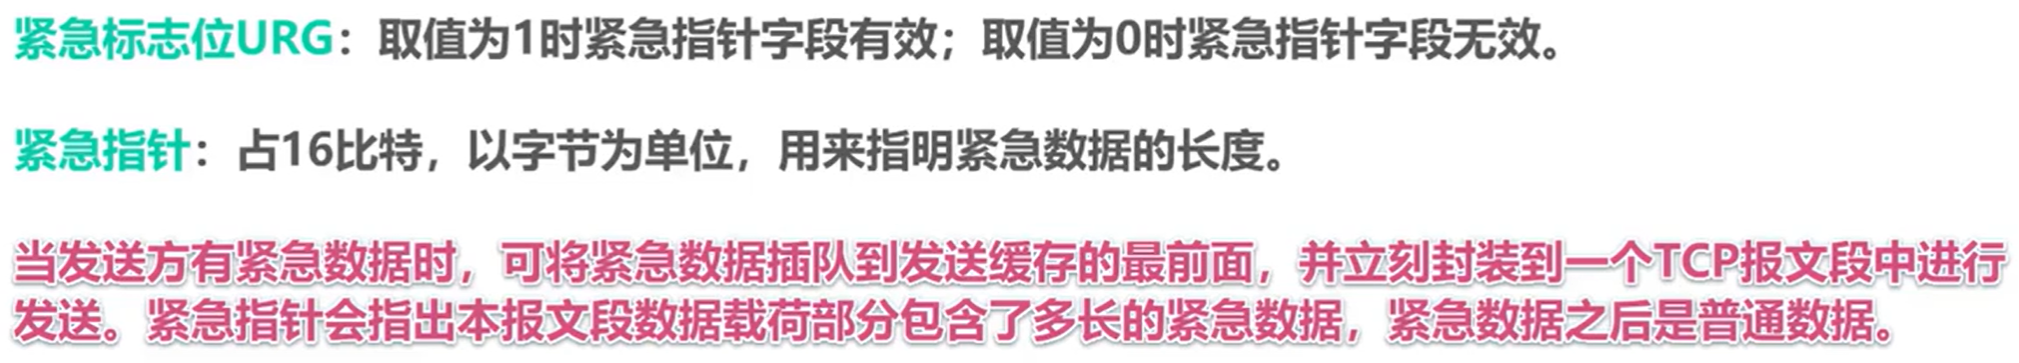 紧急标志位URG：取值为1时紧急指针字段有效；取值为0时紧急指针字段无效。
紧急指针：占16比特，以字节为单位，用来指明紧急数据的长度。
当发送方有紧急数据时，可将紧急数据插队到发送缓存的最前面，并立刻封装到一个TCP报文段中进行
发送。紧急指针会指出本报文段数据载荷部分包含了多长的紧急数据，紧急数据之后是普通数据。